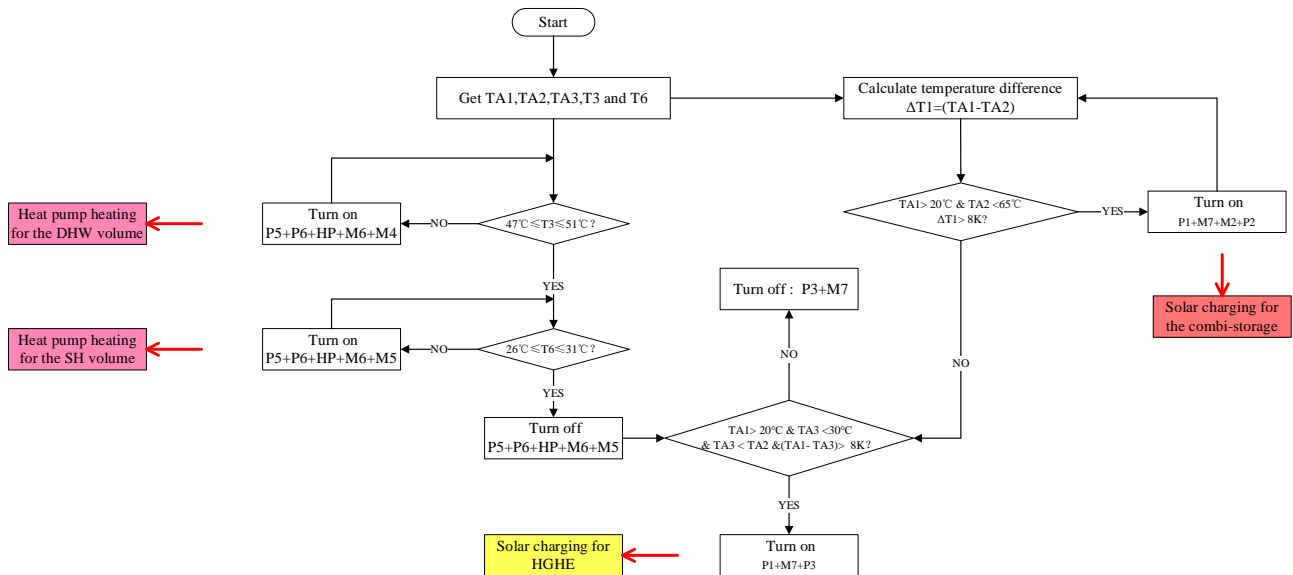 Start
Get TA1,TA2,TA3,T3 and T6
Calculate temperature difference
ΔT1=(TA1-TA2)
Heat pump heating
for the DHW volume
Turn on
P5+P6+HP+M6+M4
NO
47℃≤T3≤51℃?
TA1> 20℃ & TA2 <65℃
ΔT1> 8K?
YES
Turn on
P1+M7+M2+P2
YES
Turn off : P3+M7
Solar charging for
the combi-storage
Heat pump heating
for the SH volume
Turn on
P5+P6+HP+M6+M5
NO
26℃≤T6≤31℃?
NO
NO
YES
Turn off
P5+P6+HP+M6+M5
TA1> 20℃ & TA3 <30℃
& TA3 < TA2 &(TA1- TA3)> 8K?
YES
Solar charging for
HGHE
Turn on
P1+M7+P3